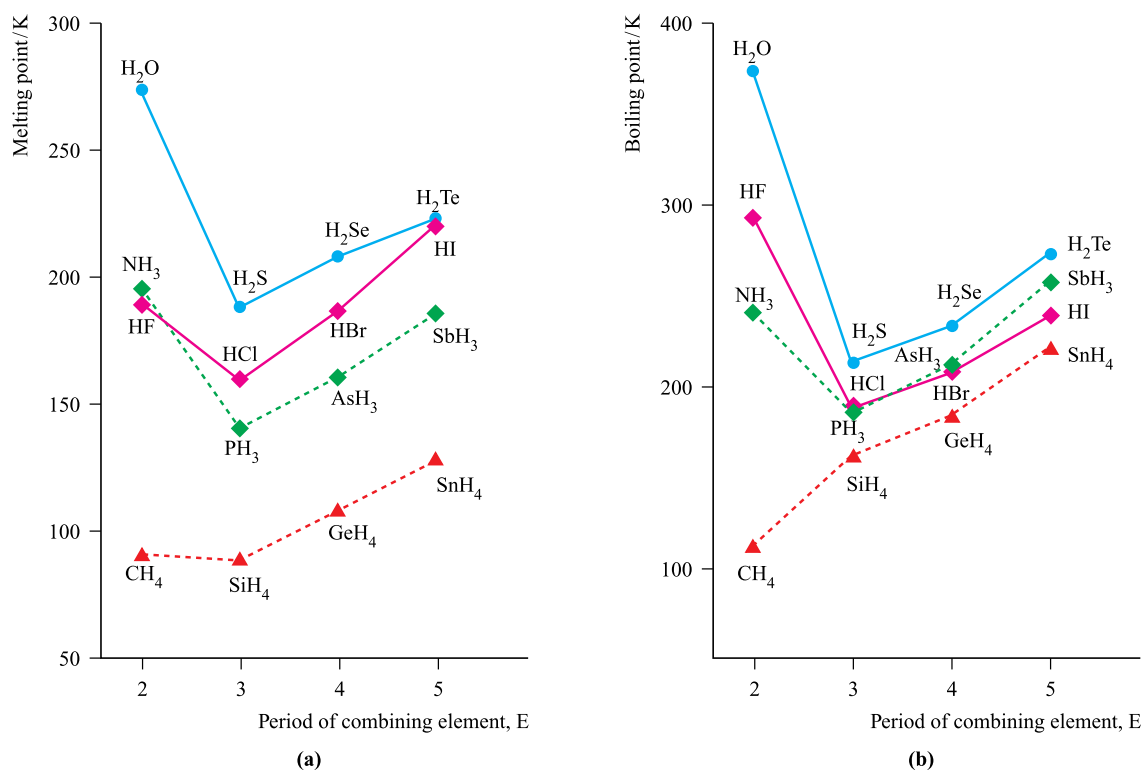 Melting point/K
300
250
200
150
100
50
2 3 4 5
H₂O
H₂S
H₂Se
H₂Te
NH₃
HF
HCl
HBr
HI
PH₃
AsH₃
SbH₃
CH₄
SiH₄
GeH₄
SnH₄
Period of combining element, E
(a)
Boiling point/K
400
300
200
100
2 3 4 5
H₂O
HF
NH₃
H₂S
H₂Se
H₂Te
SbH₃
HI
SnH₄
AsH₃
HCl
HBr
PH₃
GeH₄
SiH₄
CH₄
Period of combining element, E
(b)